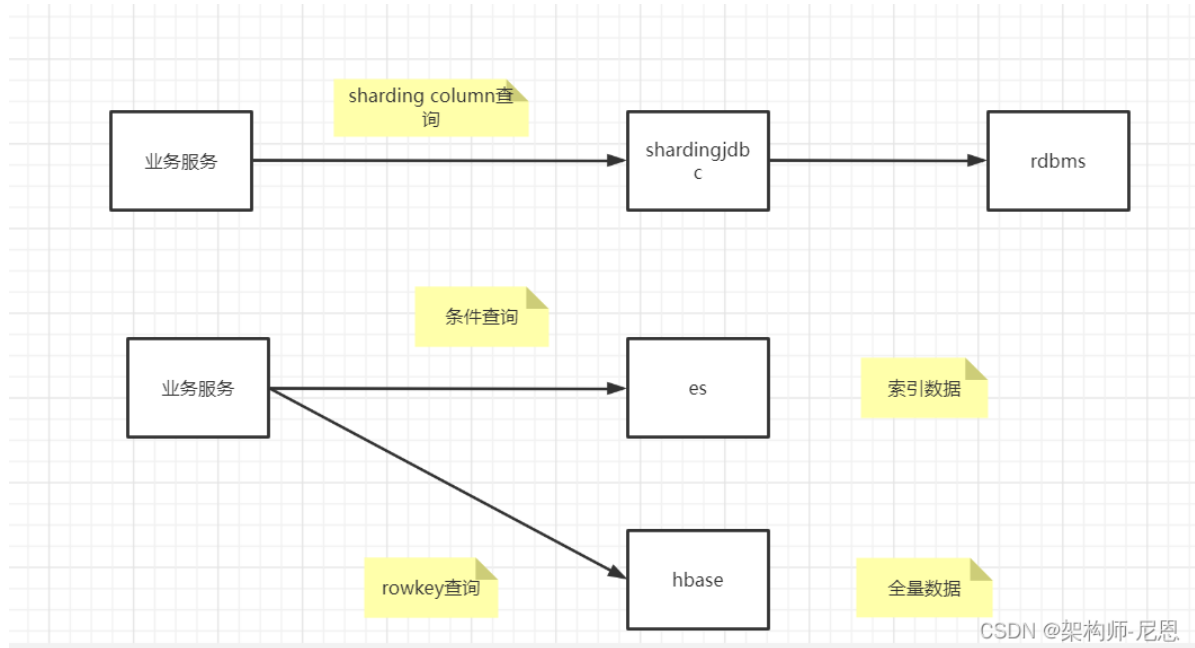 sharding column查
询
业务服务
shardingjdb
c
rdbms
条件查询
业务服务
es
索引数据
rowkey查询
hbase
全量数据
CSDN @架构师-尼恩